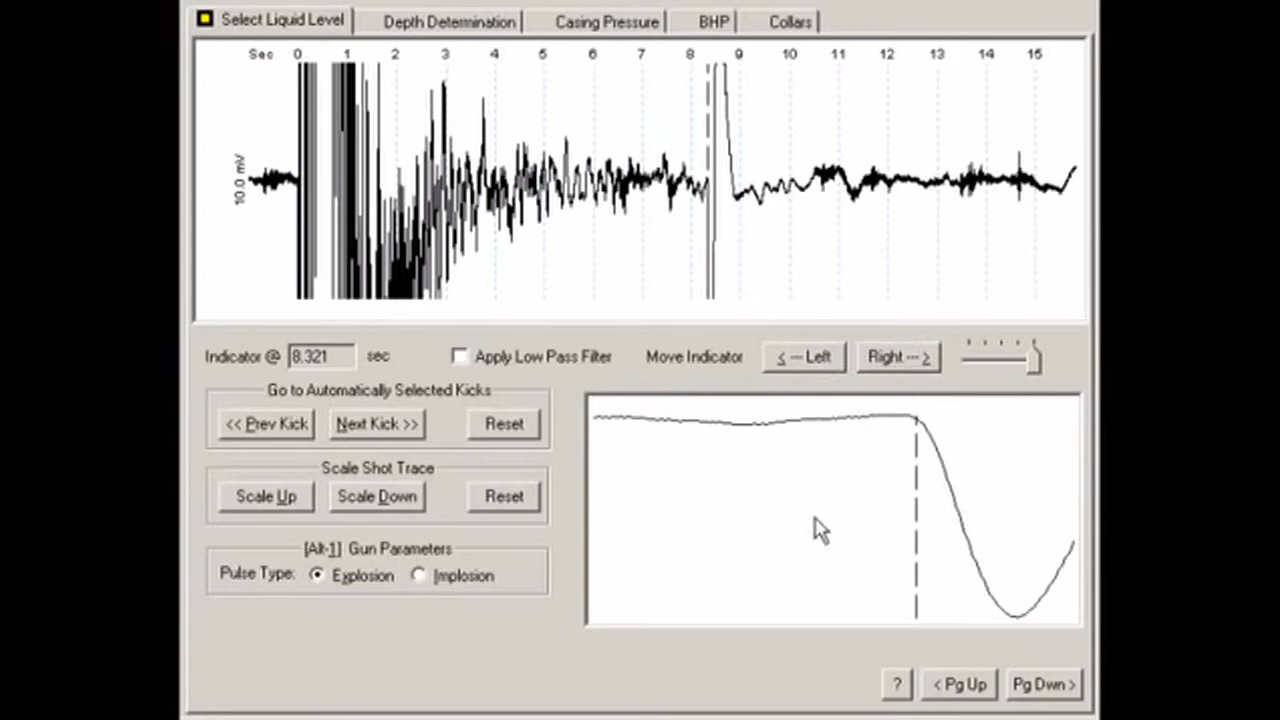 Select Liquid Level Depth Determination Casing Pressure BHP Collars
Sec 0 1 2 3 4 5 6 7 8 9 10 11 12 13 14 15
10.0 mV
Indicator @ 8.321 sec Apply Low Pass Filter Move Indicator < --- Left Right --- >
Go to Automatically Selected Kicks
<< Prev Kick Next Kick >> Reset
Scale Shot Trace
Scale Up Scale Down Reset
[Alt-1] Gun Parameters
Pulse Type: Explosion Implosion
? < Pg Up Pg Dwn >